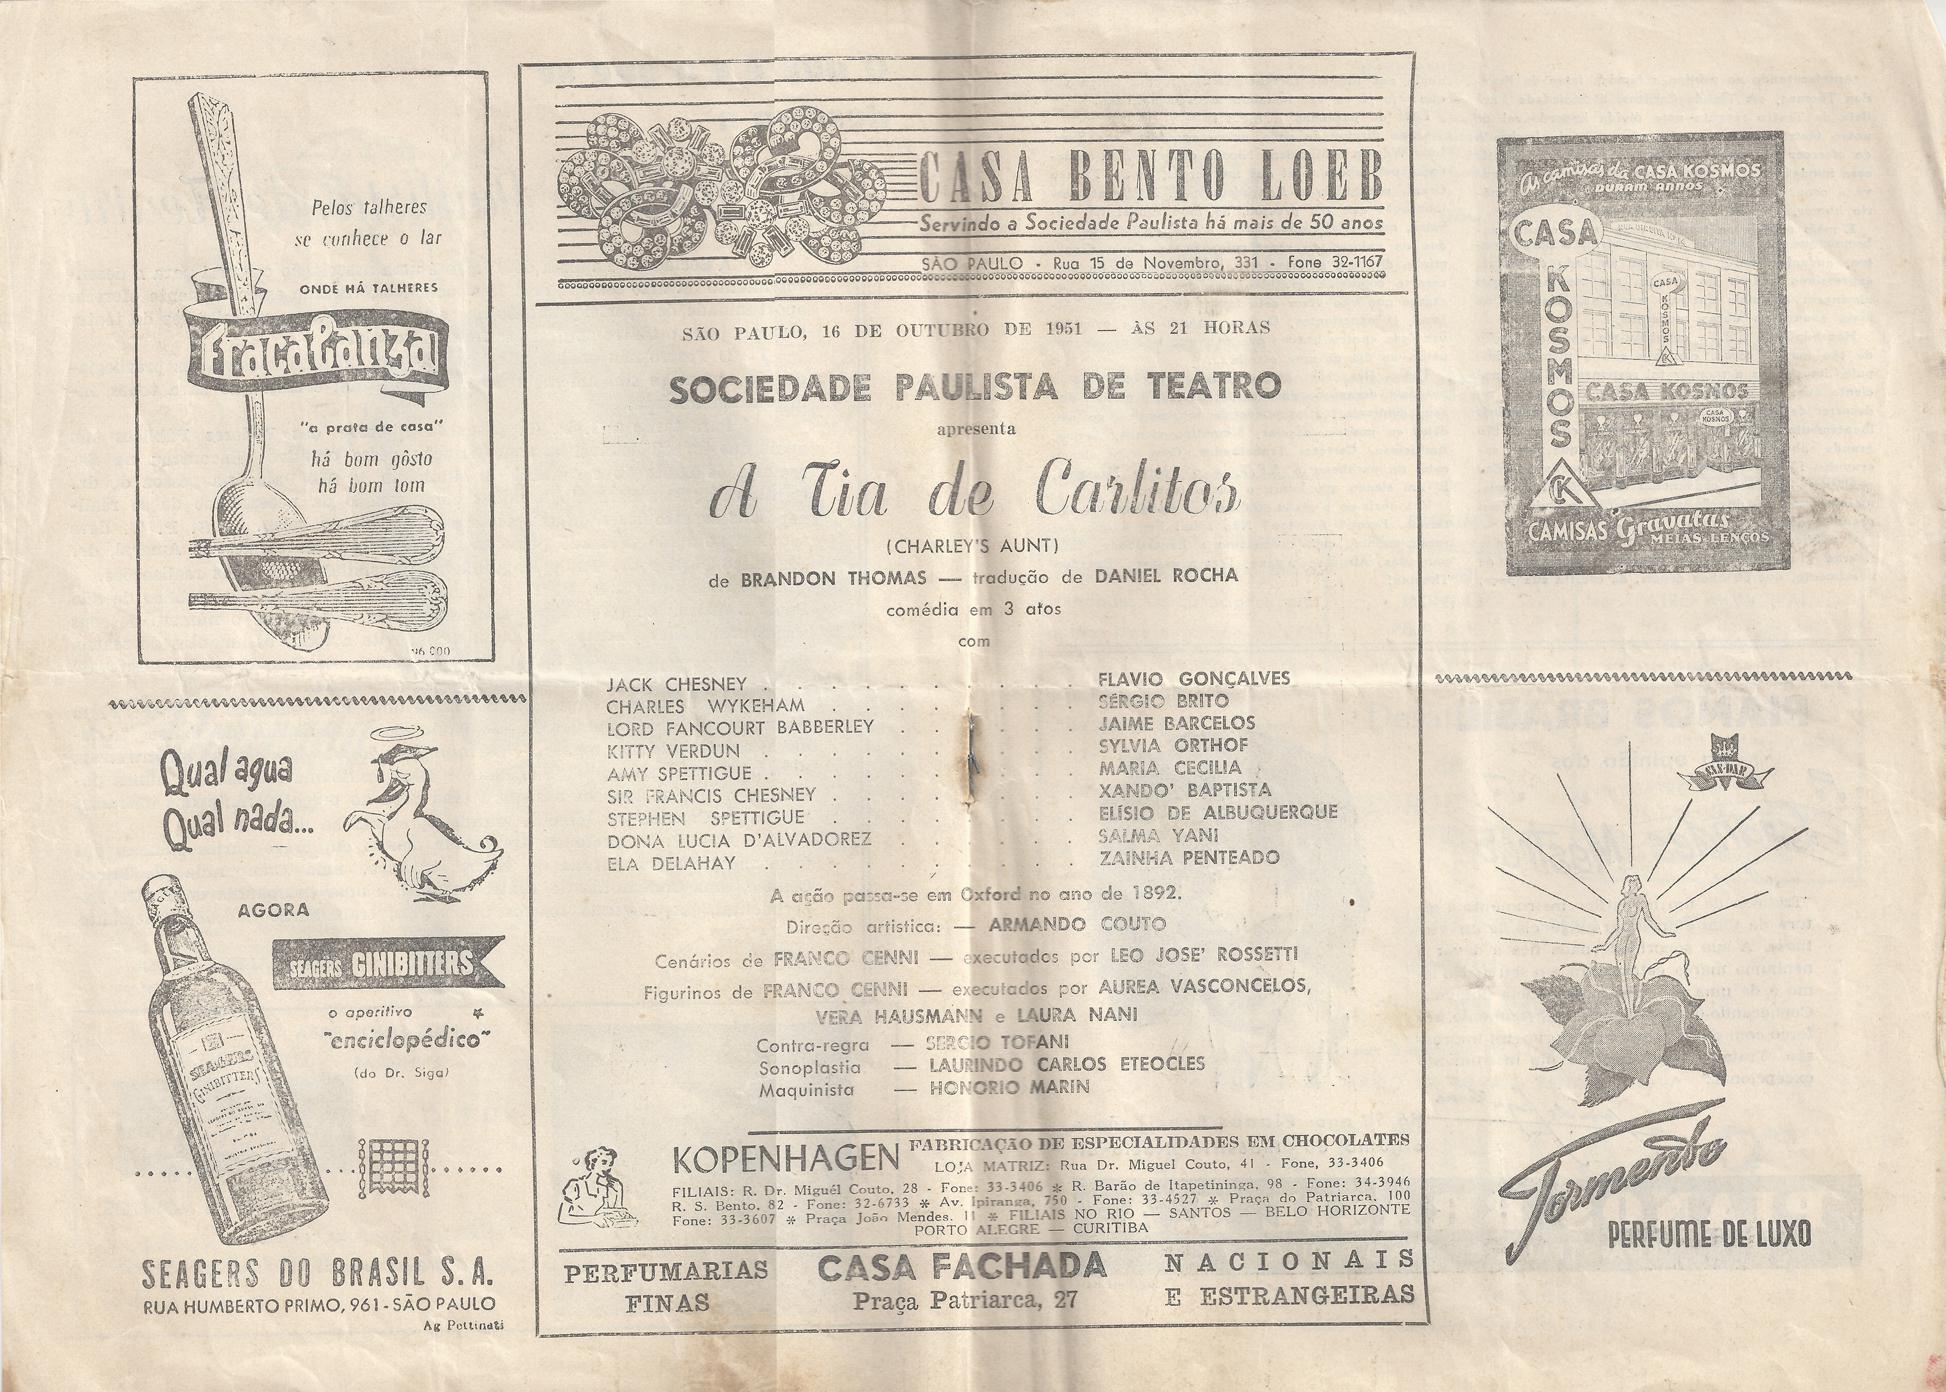 Pelos talheres
se conhece o lar
ONDE HÁ TALHERES
Fracalanza
"a prata de casa"
há bom gôsto
há bom tom
Qual agua
Qual nada...
AGORA
SEAGERS GINIBITTERS
o aperitivo
"enciclopédico"
(do Dr. Siga)
SEAGERS
GINIBITTERS
SEAGERS DO BRASIL S.A.
RUA HUMBERTO PRIMO, 961 - SÃO PAULO
Ag Pettinati
CASA BENTO LOEB
Servindo a Sociedade Paulista há mais de 50 anos
SÃO PAULO - Rua 15 de Novembro, 331 - Fone 32-1167
SÃO PAULO, 16 DE OUTUBRO DE 1951 — ÀS 21 HORAS
SOCIEDADE PAULISTA DE TEATRO
apresenta
A Tia de Carlitos
(CHARLEY'S AUNT)
de BRANDON THOMAS — tradução de DANIEL ROCHA
comédia em 3 atos
com
JACK CHESNEY . . . . . . . . FLAVIO GONÇALVES
CHARLES WYKEHAM . . . . . . . SÉRGIO BRITO
LORD FANCOURT BABBERLEY . . . . . . JAIME BARCELOS
KITTY VERDUN . . . . . . . . SYLVIA ORTHOF
AMY SPETTIGUE . . . . . . . . MARIA CECILIA
SIR FRANCIS CHESNEY . . . . . . . XANDO' BAPTISTA
STEPHEN SPETTIGUE . . . . . . . ELÍSIO DE ALBUQUERQUE
DONA LUCIA D'ALVADOREZ . . . . . . SALMA YANI
ELA DELAHAY . . . . . . . . ZAINHA PENTEADO
A ação passa-se em Oxford no ano de 1892.
Direção artistica: — ARMANDO COUTO
Cenários de FRANCO CENNI — executados por LEO JOSE' ROSSETTI
Figurinos de FRANCO CENNI — executados por AUREA VASCONCELOS,
VERA HAUSMANN e LAURA NANI
Contra-regra — SERGIO TOFANI
Sonoplastia — LAURINDO CARLOS ETEOCLES
Maquinista — HONORIO MARIN
KOPENHAGEN FABRICAÇÃO DE ESPECIALIDADES EM CHOCOLATES
LOJA MATRIZ: Rua Dr. Miguel Couto, 41 - Fone, 33-3406
FILIAIS: R. Dr. Miguél Couto, 28 - Fone: 33-3406 * R. Barão de Itapetininga, 98 - Fone: 34-3946
R. S. Bento, 82 - Fone: 32-6733 * Av. Ipiranga, 750 - Fone: 33-4527 * Praça do Patriarca, 100
Fone: 33-3607 * Praça João Mendes, 11 * FILIAIS NO RIO — SANTOS — BELO HORIZONTE
PORTO ALEGRE — CURITIBA
PERFUMARIAS
FINAS
CASA FACHADA
Praça Patriarca, 27
NACIONAIS
E ESTRANGEIRAS
As camisas da CASA KOSMOS
DURAM ANNOS
CASA
KOSMOS
CASA
KOSMOS
CASA KOSMOS
CASA
KOSMOS
CK
CAMISAS Gravatas
MEIAS-LENÇOS
SAN-DAR
Tormento
PERFUME DE LUXO